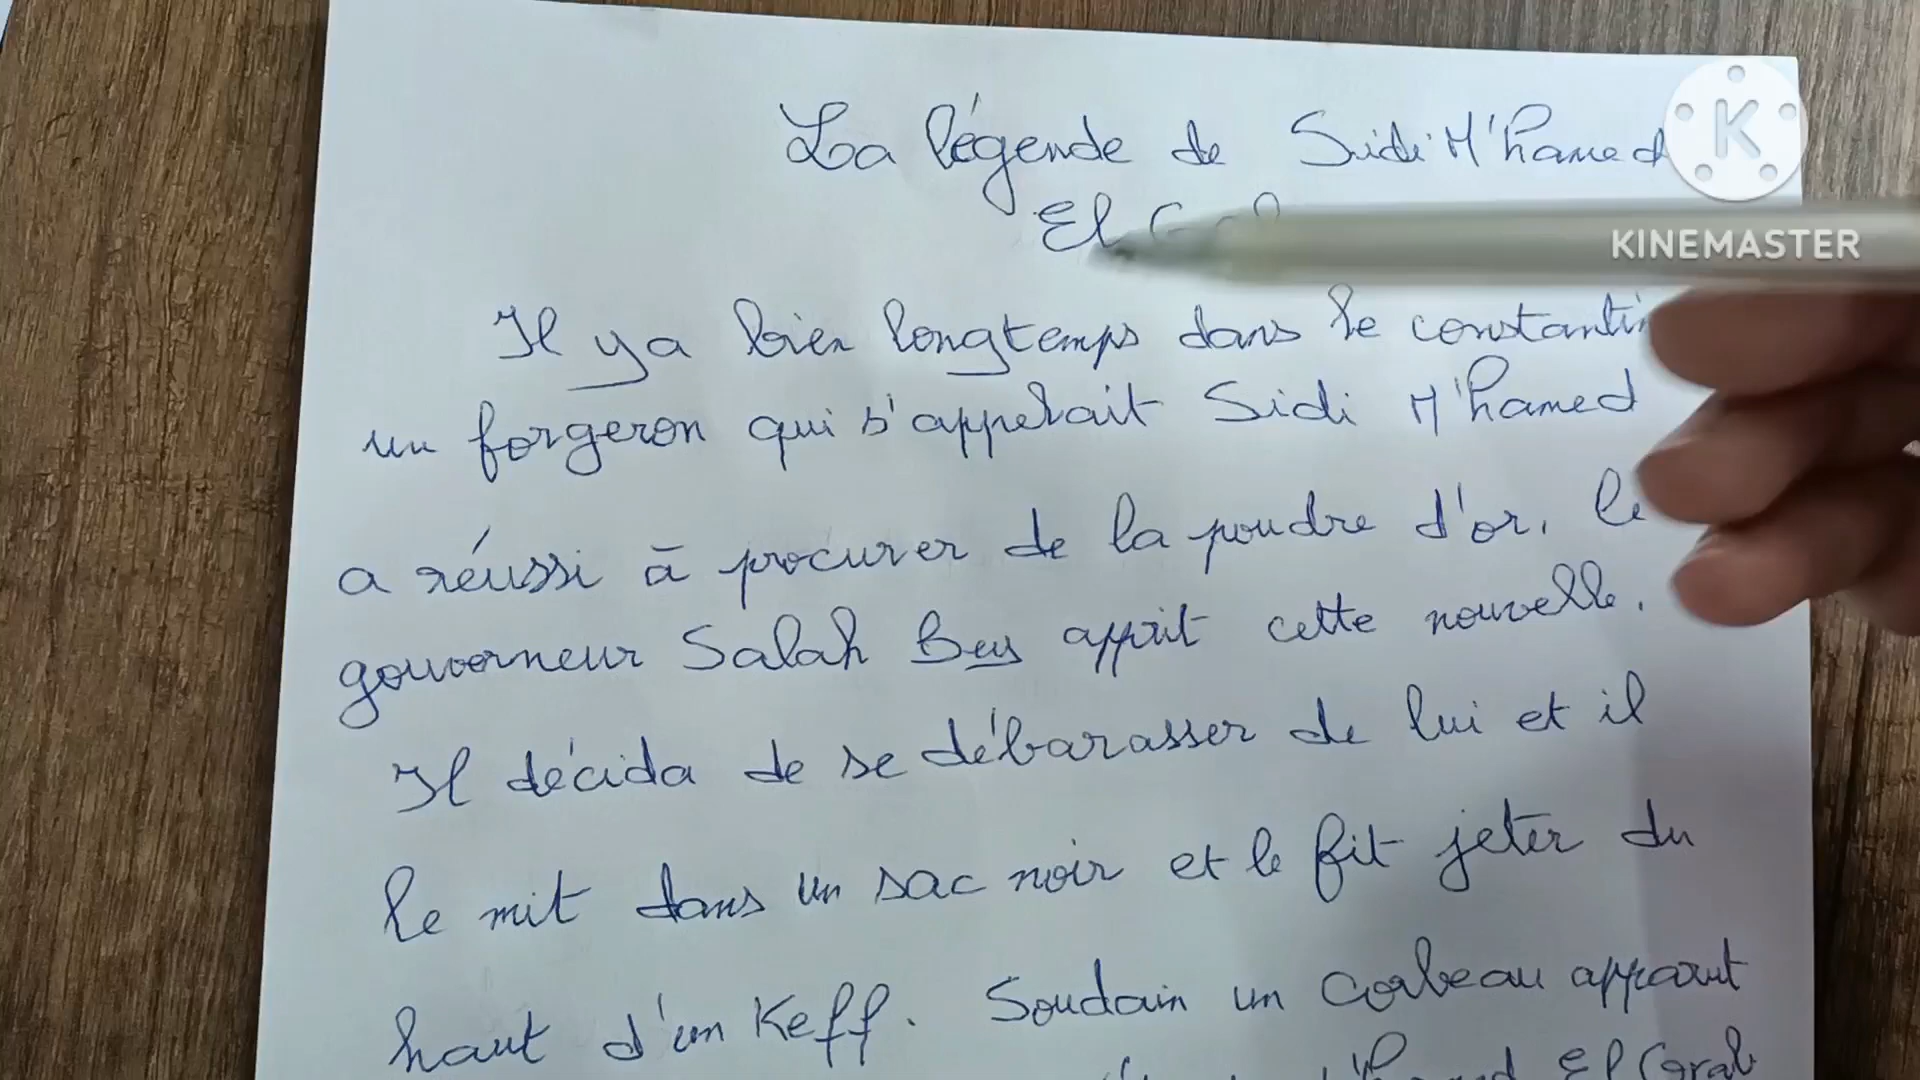 La légende de Sidi M'hamed
El
KINEMASTER
Il ya bien longtemps dans le constantin
un forgeron qui s'appelait Sidi M'hamed
a réussi à procurer de la poudre d'or. le
gouverneur Salah Bey apprit cette nouvelle.
Il décida de se débarasser de lui et il
le mit dans un sac noir et le fit jeter du
haut d'un Keff. Soudain un Corbeau apparut
El Gorab